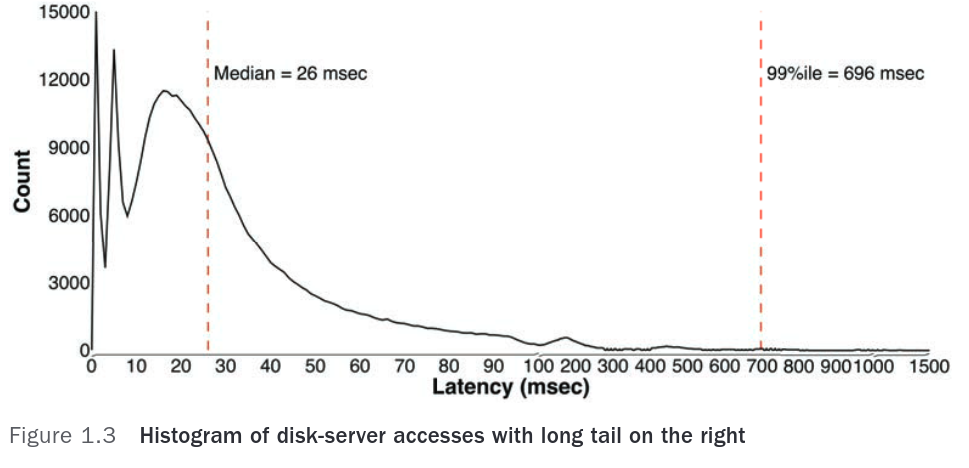 15000
12000
9000
6000
3000
0
Count
Median = 26 msec
99%ile = 696 msec
0 10 20 30 40 50 60 70 80 90 100 200 300 400 500 600 700 800 900 1000 1500
Latency (msec)
Figure 1.3 Histogram of disk-server accesses with long tail on the right